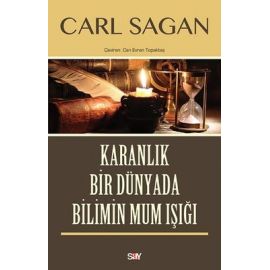 CARL SAGAN
Çeviren: Can Evren Topaktaş
KARANLIK
BİR DÜNYADA
BİLİMİN MUM IŞIĞI
SAY